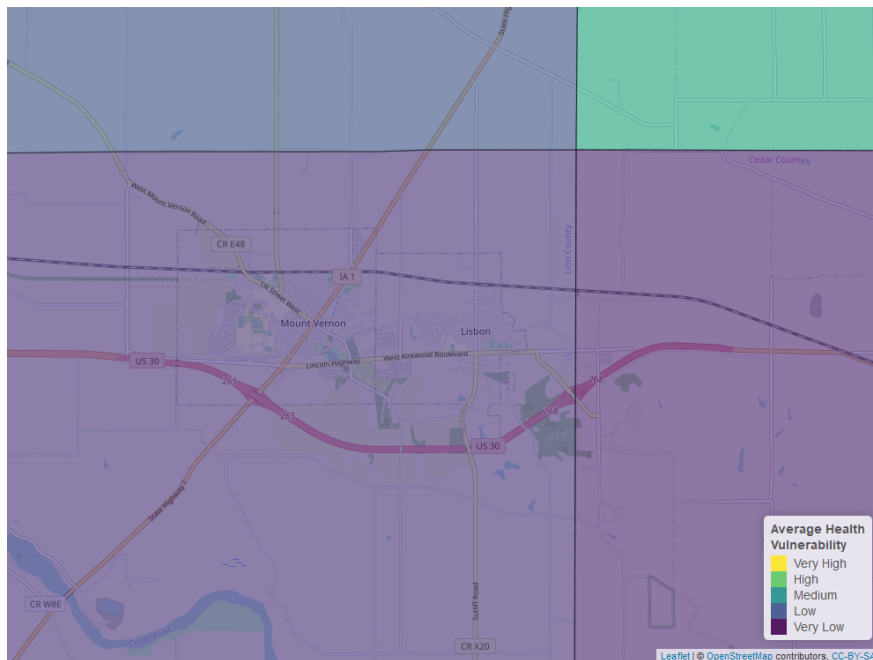 State Hig
Cedar County
West Mount Vernon Road
CR E48
Linn County
IA 1
1st Street West
Mount Vernon
Lisbon
West Kirkwood Boulevard
US 30
Lincoln Highway
265
268
265
268
US 30
State Highway 1
Average Health
Vulnerability
Very High
High
Medium
Low
Very Low
Sutliff Road
CR W8E
Cedar River
CR X20
Leaflet | © OpenStreetMap contributors, CC-BY-SA